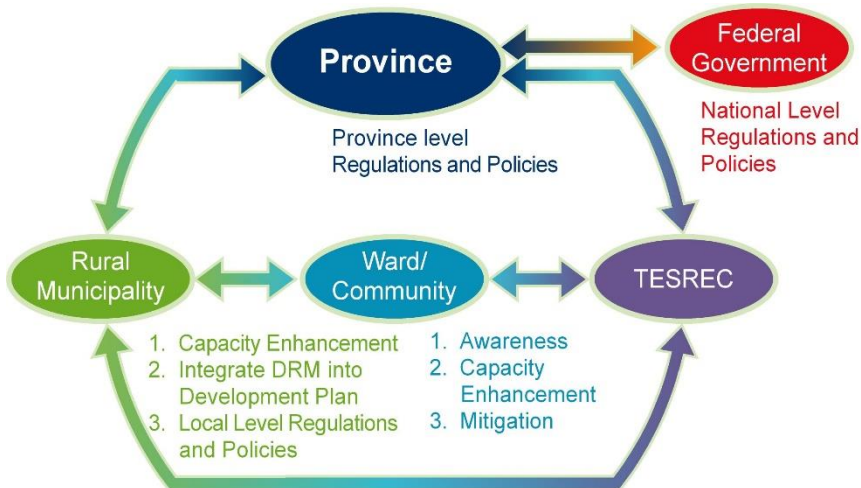 Province
Federal
Government
Province level
Regulations and Policies
National Level
Regulations and
Policies
Rural
Municipality
Ward/
Community
TESREC
1. Capacity Enhancement
2. Integrate DRM into
Development Plan
3. Local Level Regulations
and Policies
1. Awareness
2. Capacity
Enhancement
3. Mitigation